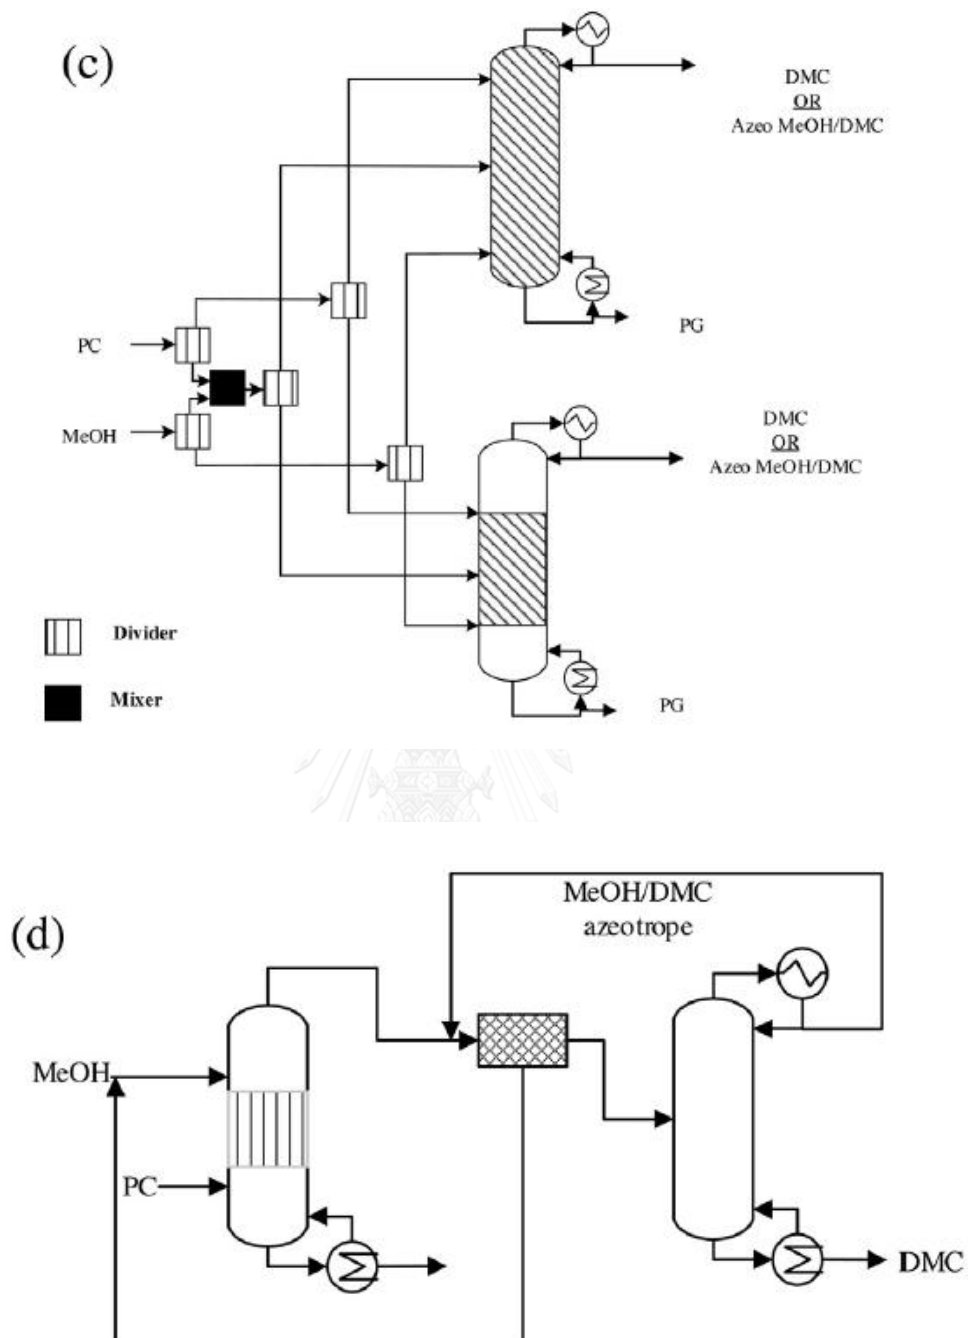 (c)
DMC
OR
Azeo MeOH/DMC
PG
PC
MeOH
DMC
OR
Azeo MeOH/DMC
Divider
Mixer
PG
(d)
MeOH/DMC
azeotrope
MeOH
PC
DMC